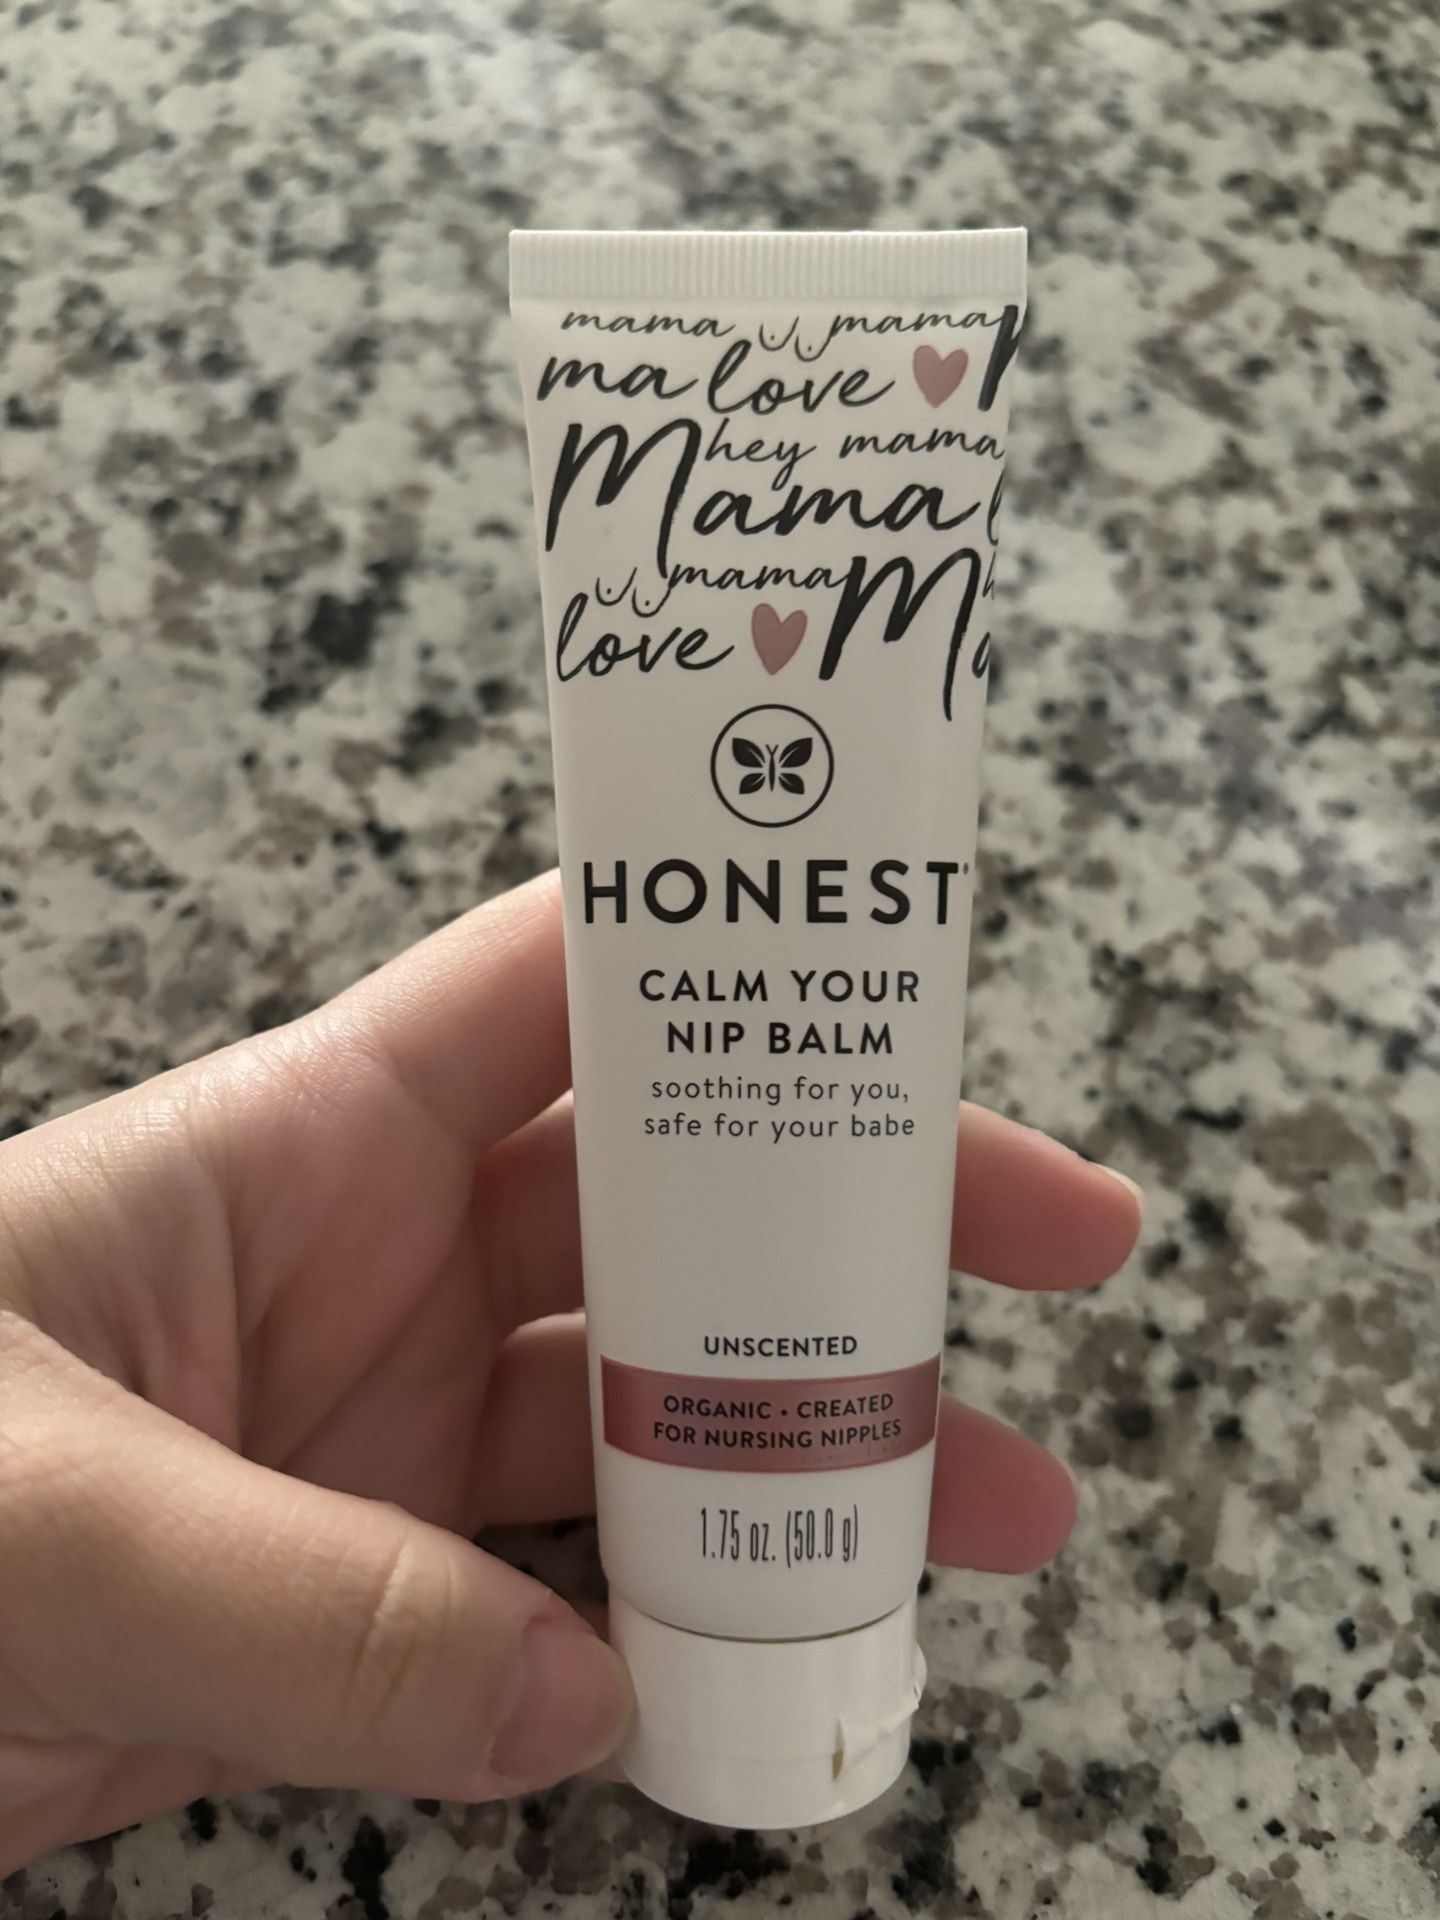 mama mama
ma love
hey mama
Mama
mama
love
HONEST
CALM YOUR
NIP BALM
soothing for you,
safe for your babe
UNSCENTED
ORGANIC • CREATED
FOR NURSING NIPPLES
1.75 oz. (50.0 g)